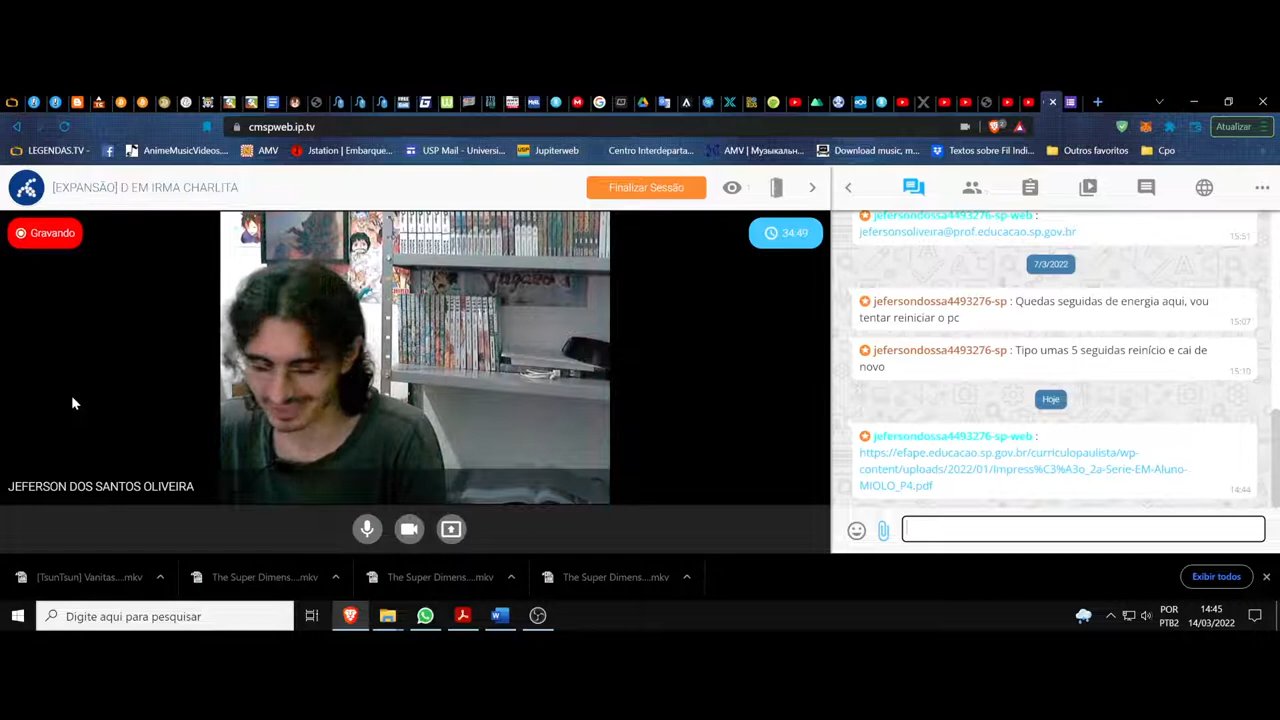 cmspweb.ip.tv
2
Atualizar
LEGENDAS.TV -
AnimeMusicVideos...
AMV
Jstation | Embarque...
USP Mail - Universi...
Jupiterweb
Centro Interdeparta...
AMV | Музыкальн...
Download music, m...
Textos sobre Fil Indi...
Outros favoritos
Cpo
[EXPANSÃO] D EM IRMA CHARLITA
Finalizar Sessão
1
Gravando
34:49
JEFERSON DOS SANTOS OLIVEIRA
jefersondossa4493276-sp-web :
jefersonsoliveira@prof.educacao.sp.gov.br
15:51
7/3/2022
jefersondossa4493276-sp : Quedas seguidas de energia aqui, vou
tentar reiniciar o pc
15:07
jefersondossa4493276-sp : Tipo umas 5 seguidas reinício e cai de
novo
15:10
Hoje
jefersondossa4493276-sp-web :
https://efape.educacao.sp.gov.br/curriculopaulista/wp-
content/uploads/2022/01/Impress%C3%A3o_2a-Serie-EM-Aluno-
MIOLO_P4.pdf
14:44
[TsunTsun] Vanitas....mkv
The Super Dimens....mkv
The Super Dimens....mkv
The Super Dimens....mkv
Exibir todos
Digite aqui para pesquisar
POR
PTB2
14:45
14/03/2022